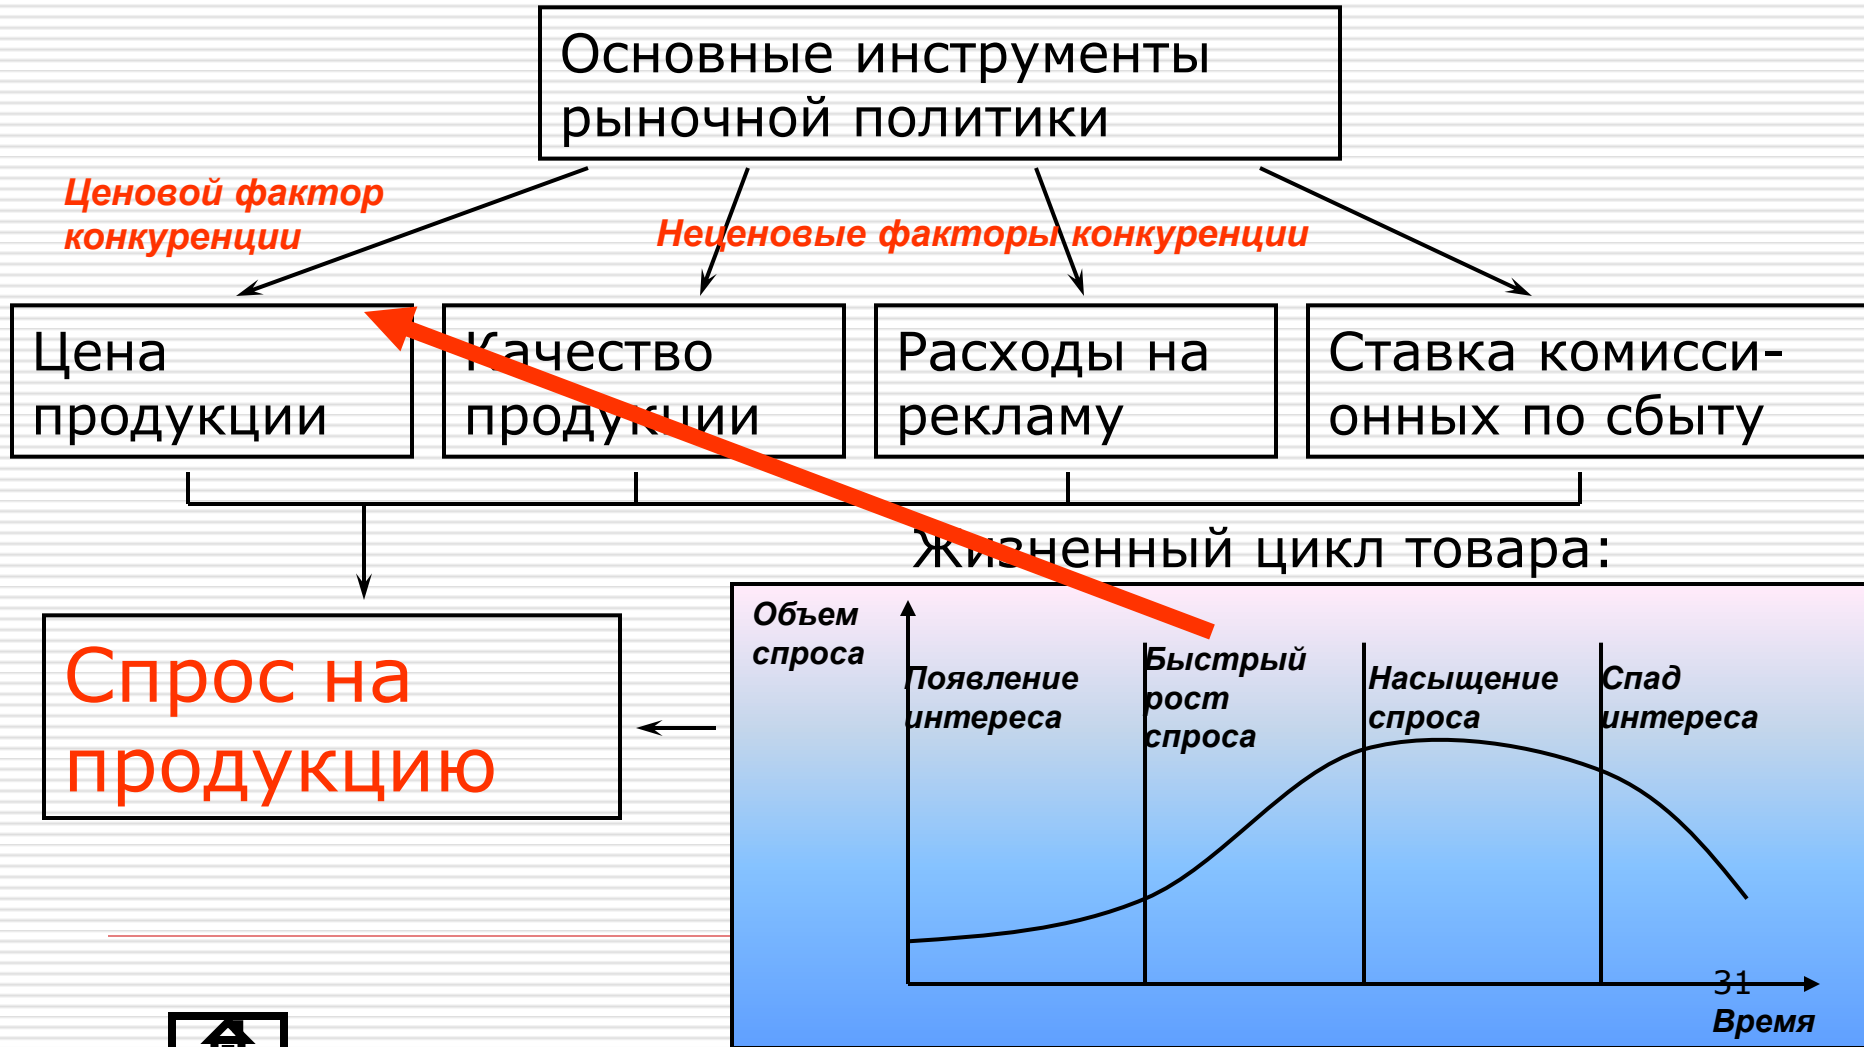 Основные инструменты
рыночной политики
Ценовой фактор
конкуренции
Неценовые факторы конкуренции
Цена
продукции
Качество
продукции
Расходы на
рекламу
Ставка комисси-
онных по сбыту
Жизненный цикл товара:
Спрос на
продукцию
Объем
спроса
Появление
интереса
Быстрый
рост
спроса
Насыщение
спроса
Спад
интереса
31
Время